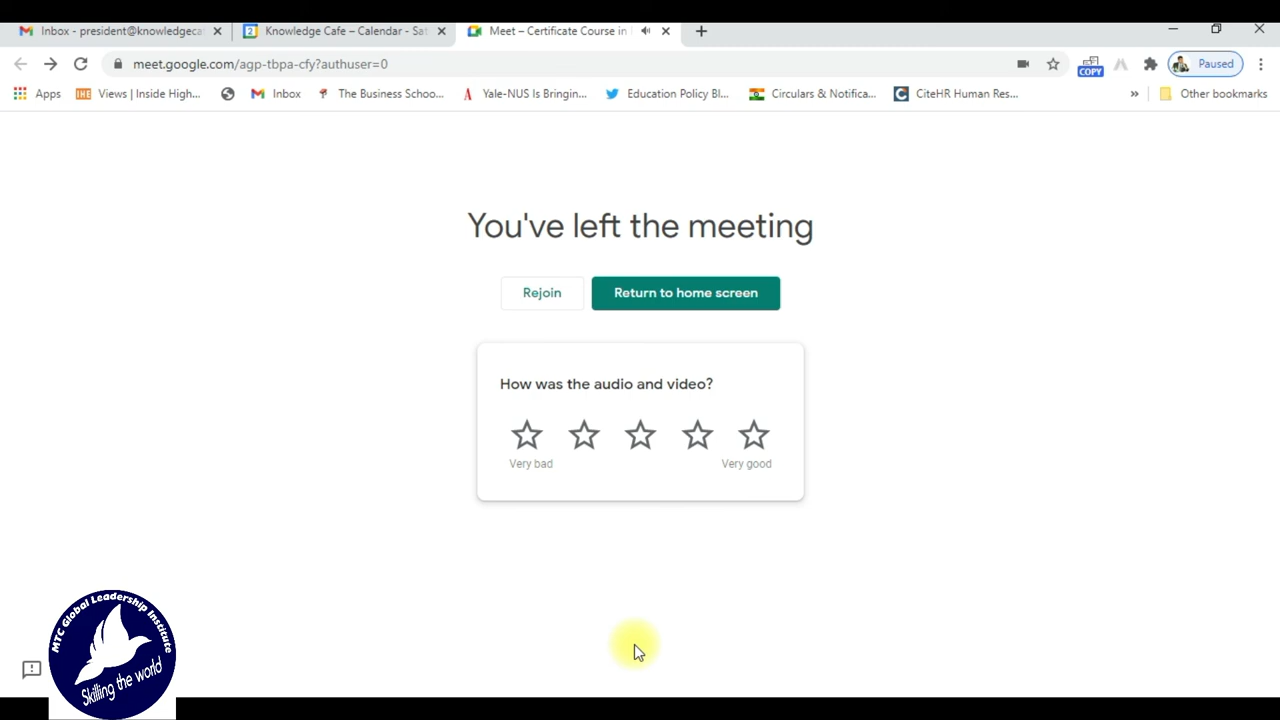 Inbox - president@knowledgeca
Knowledge Cafe – Calendar - Sat
Meet – Certificate Course in
meet.google.com/agp-tbpa-cfy?authuser=0
COPY
Paused
Apps
IHE
Views | Inside High...
Inbox
The Business Schoo...
Yale-NUS Is Bringin...
Education Policy Bl...
Circulars & Notifica...
CiteHR Human Res...
Other bookmarks
You've left the meeting
Rejoin
Return to home screen
How was the audio and video?
Very bad
Very good
MTC Global Leadership Institute
Skilling the world